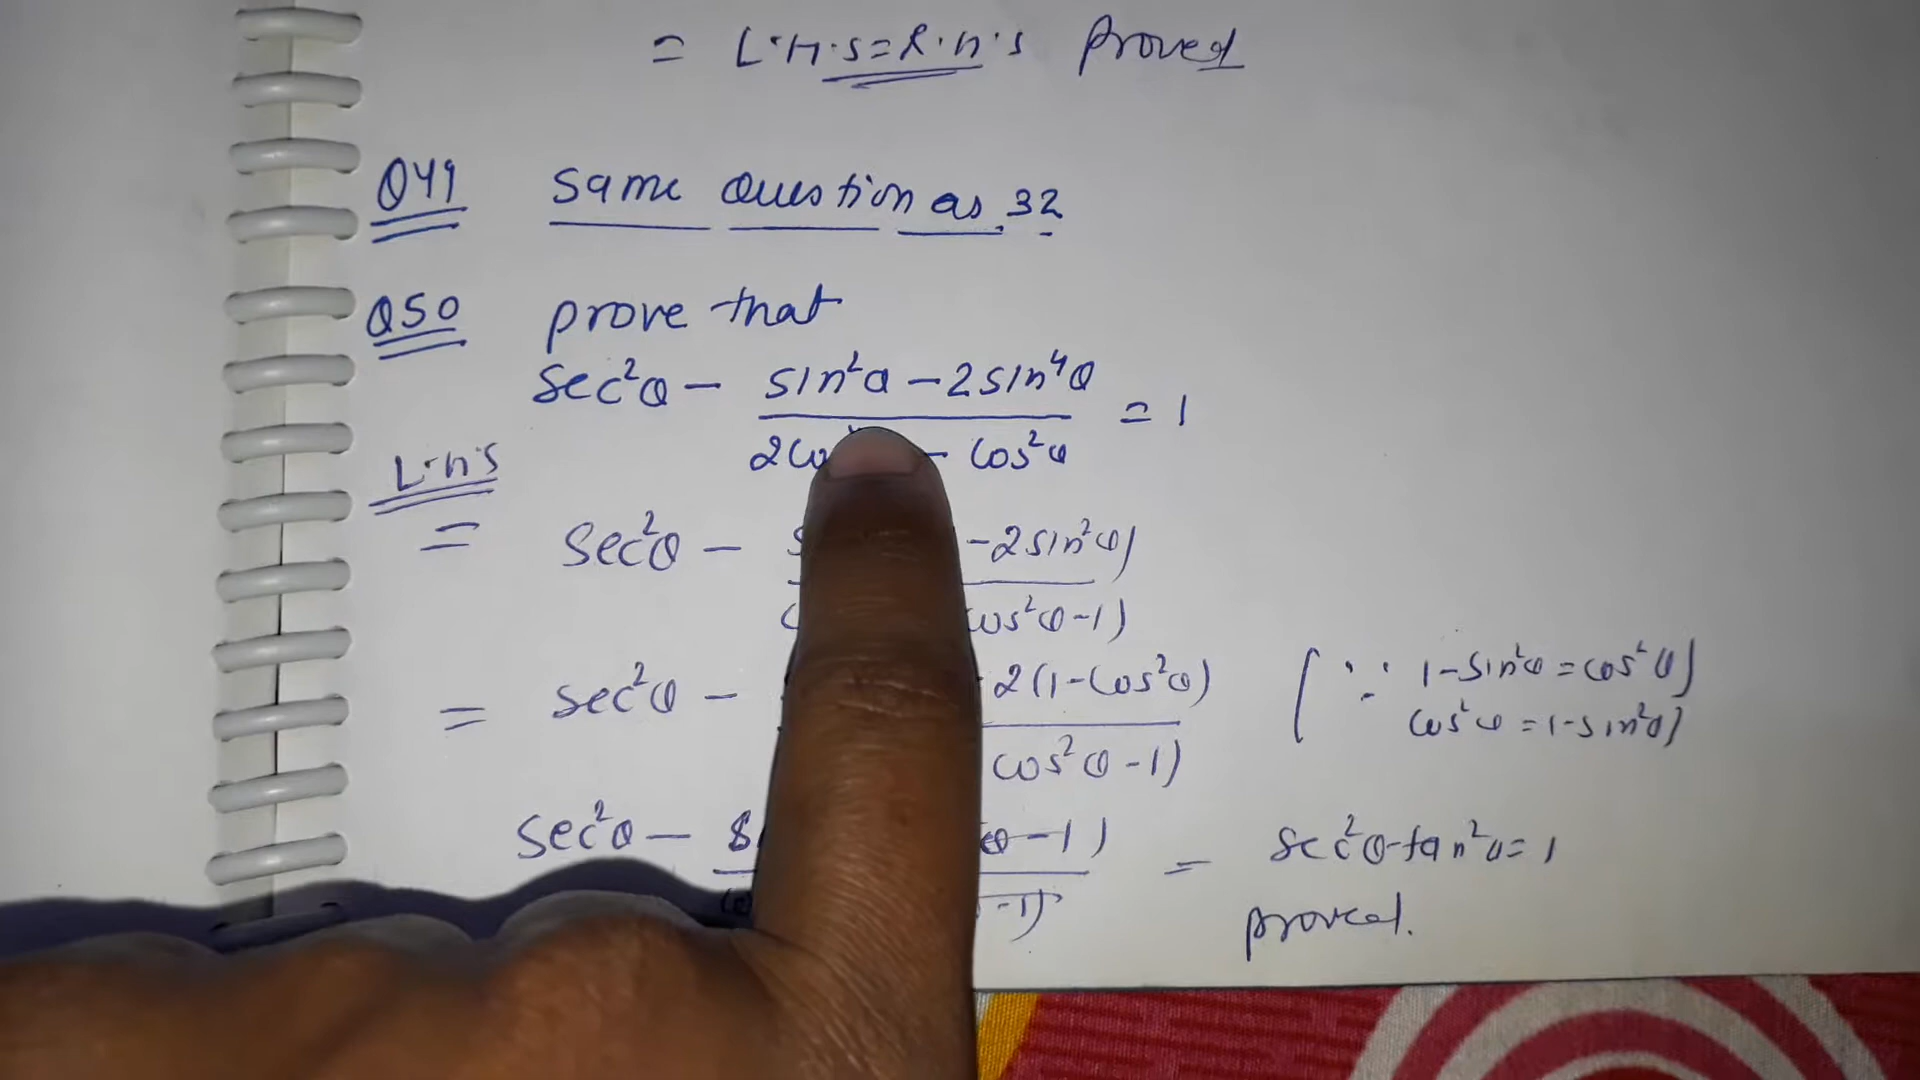 = L.H.S=R.H.S proved
Q49 same question as 32
Q50 prove that
sec²θ - (sin²θ - 2sin⁴θ) / (2co - cos²θ) = 1
L.H.S
= sec²θ - -2sin²θ) / cos²θ-1)
= sec²θ - 2(1-cos²θ) / cos²θ-1) [∵ 1-sin²θ=cos²θ]
cos²θ=1-sin²θ]
sec²θ - θ-1) / -1) = sec²θ-tan²θ=1
proved.